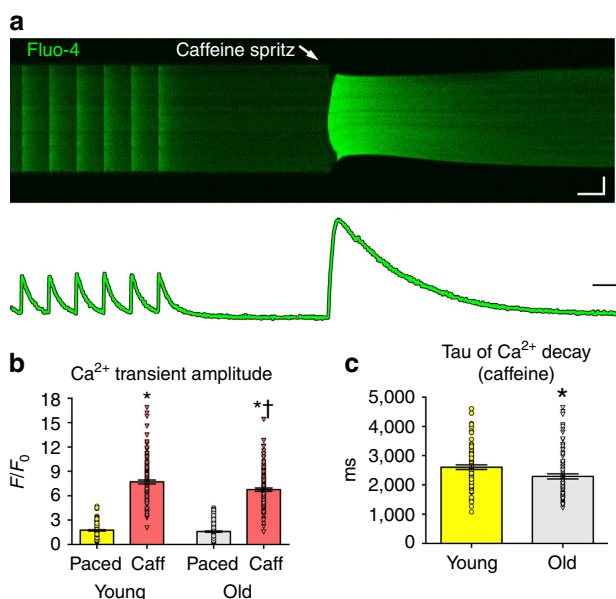 a
Fluo-4 Caffeine spritz
b
Ca2+ transient amplitude
F/F0
18
15
12
9
6
3
0
*
*†
Paced Caff Paced Caff
Young Old
c
Tau of Ca2+ decay
(caffeine)
ms
5,000
4,000
3,000
2,000
1,000
0
*
Young Old